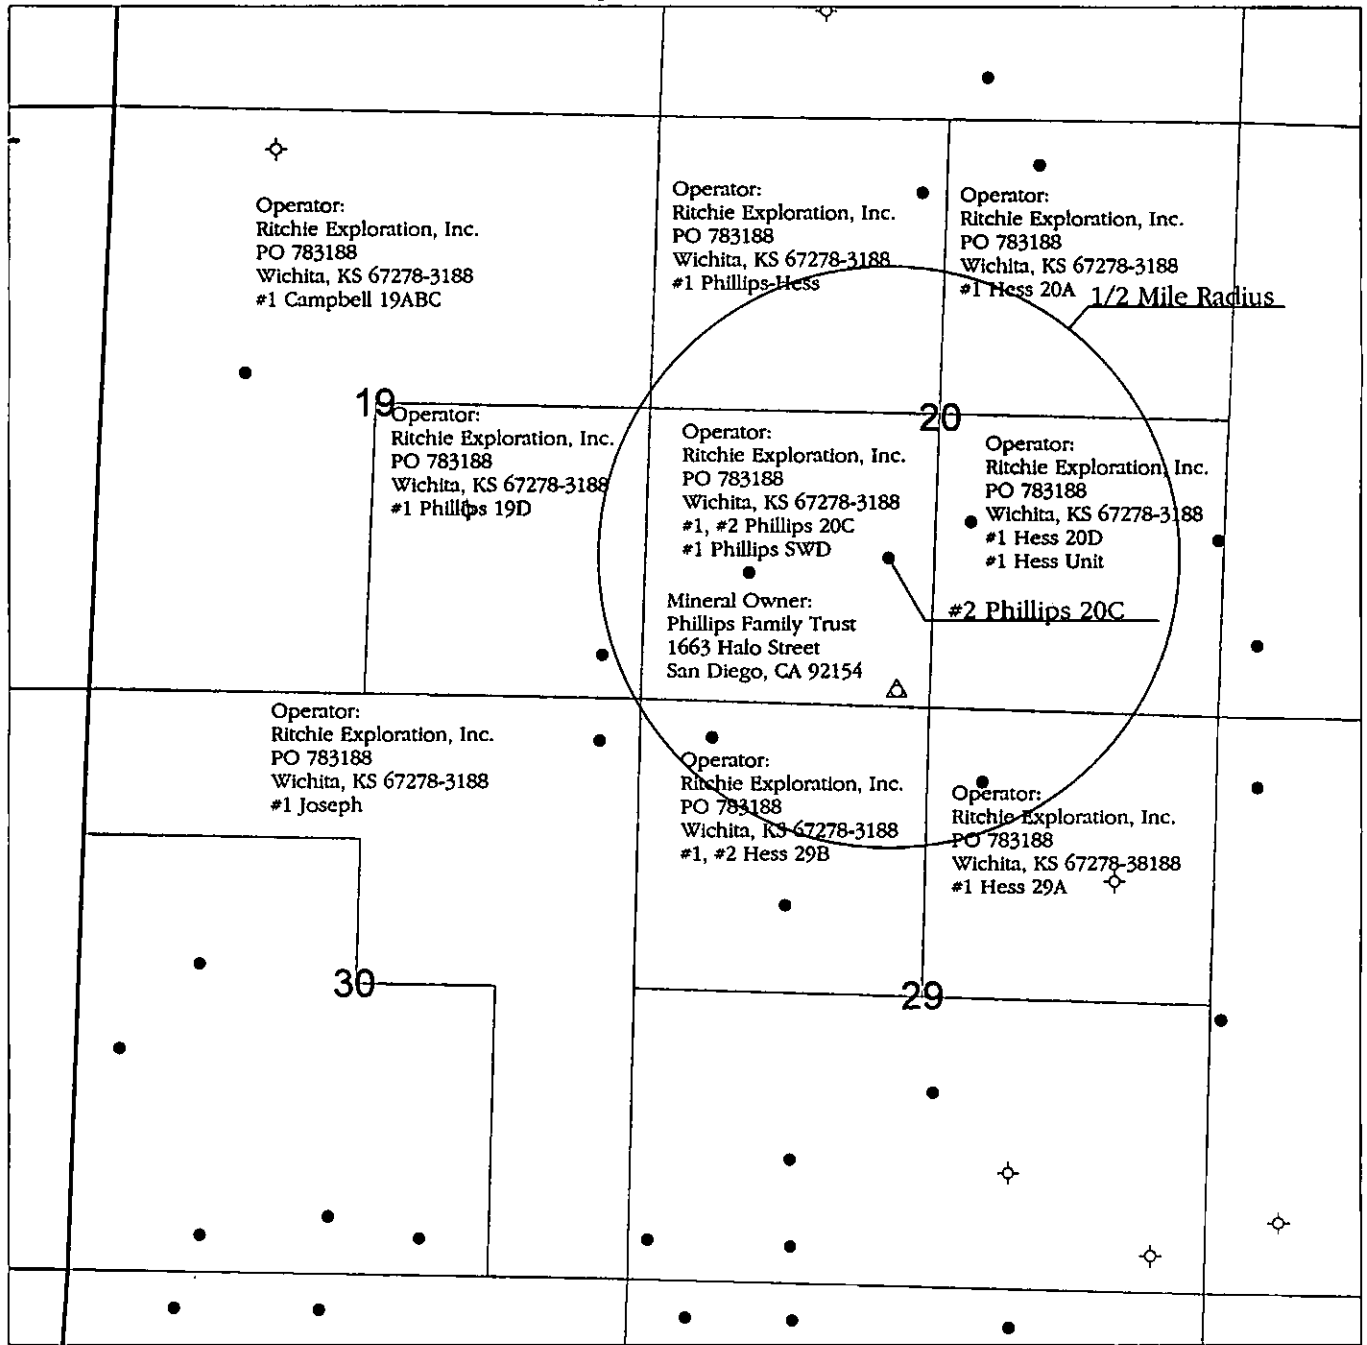 Operator:
Ritchie Exploration, Inc.
PO 783188
Wichita, KS 67278-3188
#1 Campbell 19ABC
Operator:
Ritchie Exploration, Inc.
PO 783188
Wichita, KS 67278-3188
#1 Phillips-Hess
Operator:
Ritchie Exploration, Inc.
PO 783188
Wichita, KS 67278-3188
#1 Hess 20A
1/2 Mile Radius
19
Operator:
Ritchie Exploration, Inc.
PO 783188
Wichita, KS 67278-3188
#1 Phillips 19D
Operator:
Ritchie Exploration, Inc.
PO 783188
Wichita, KS 67278-3188
#1, #2 Phillips 20C
#1 Phillips SWD
20
Operator:
Ritchie Exploration, Inc.
PO 783188
Wichita, KS 67278-3188
#1 Hess 20D
#1 Hess Unit
Mineral Owner:
Phillips Family Trust
1663 Halo Street
San Diego, CA 92154
#2 Phillips 20C
Operator:
Ritchie Exploration, Inc.
PO 783188
Wichita, KS 67278-3188
#1 Joseph
Operator:
Ritchie Exploration, Inc.
PO 783188
Wichita, KS 67278-3188
#1, #2 Hess 29B
Operator:
Ritchie Exploration, Inc.
PO 783188
Wichita, KS 67278-38188
#1 Hess 29A
30
29